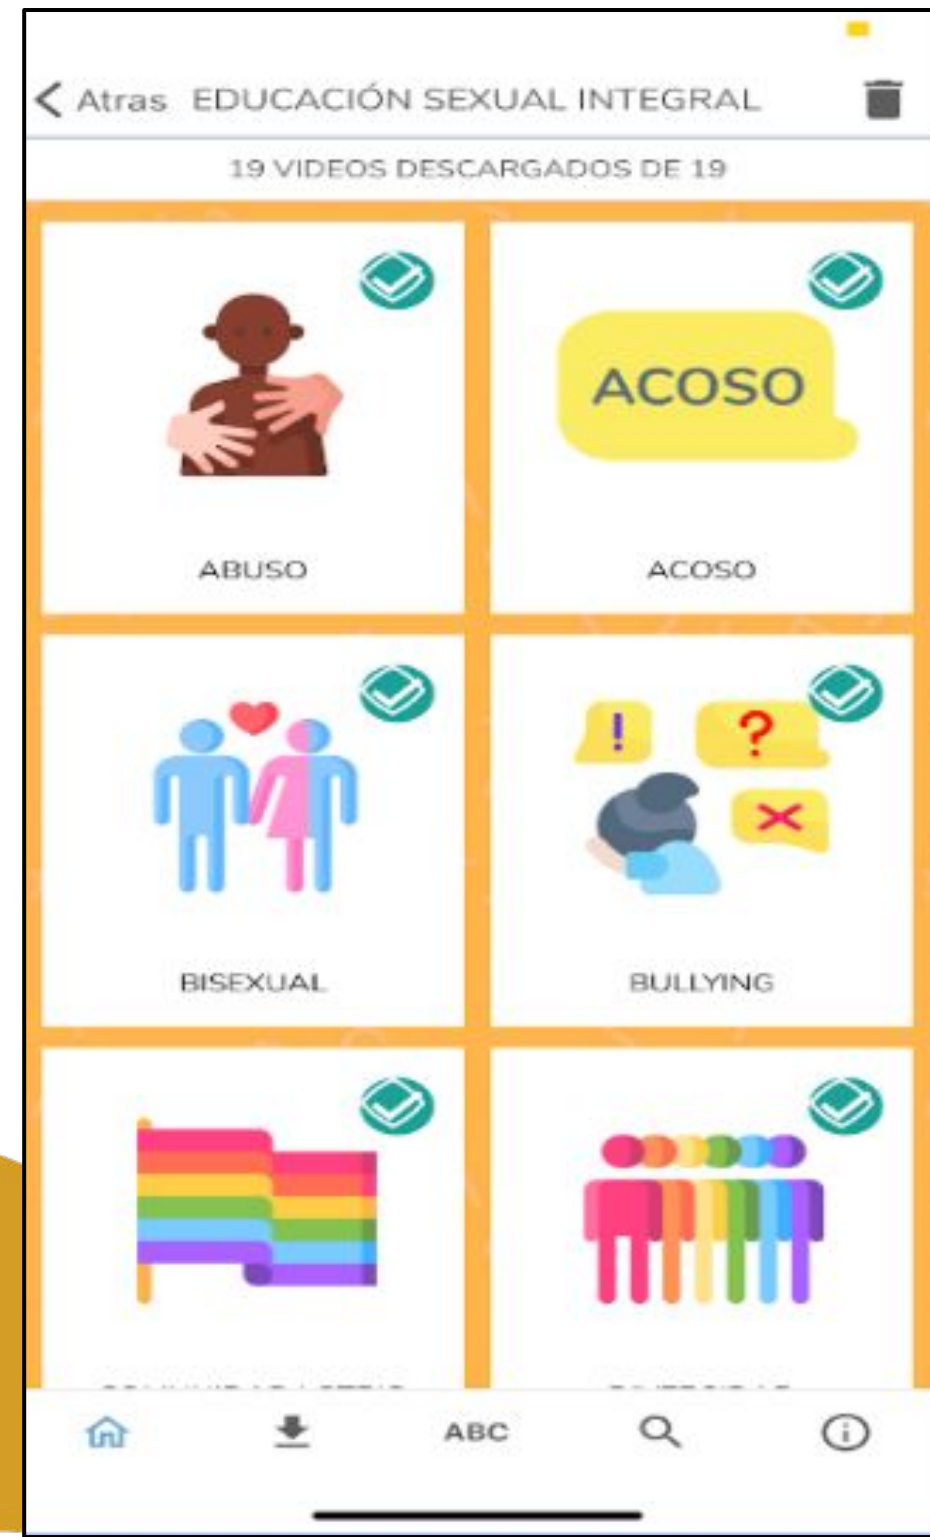 Atras EDUCACIÓN SEXUAL INTEGRAL
19 VIDEOS DESCARGADOS DE 19
ACOSO
ABUSO
ACOSO
! ?
BISEXUAL
BULLYING
ABC